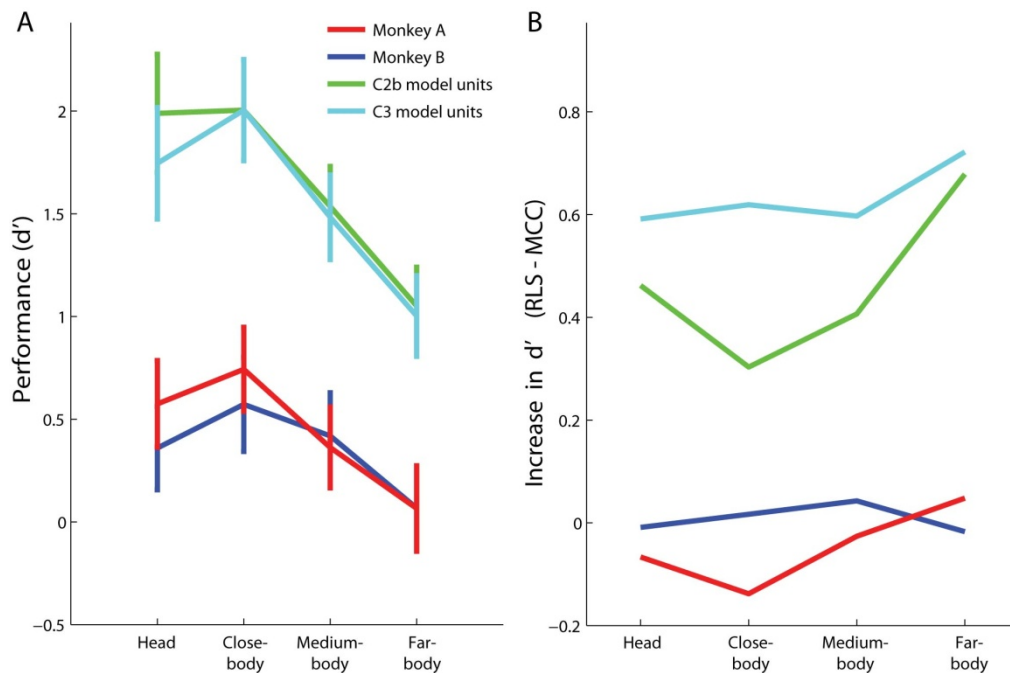 A
Monkey A
Monkey B
C2b model units
C3 model units
Performance (d')
2
1.5
1
0.5
0
−0.5
Head
Close-
body
Medium-
body
Far-
body
B
Increase in d' (RLS - MCC)
0.8
0.6
0.4
0.2
0
−0.2
Head
Close-
body
Medium-
body
Far-
body